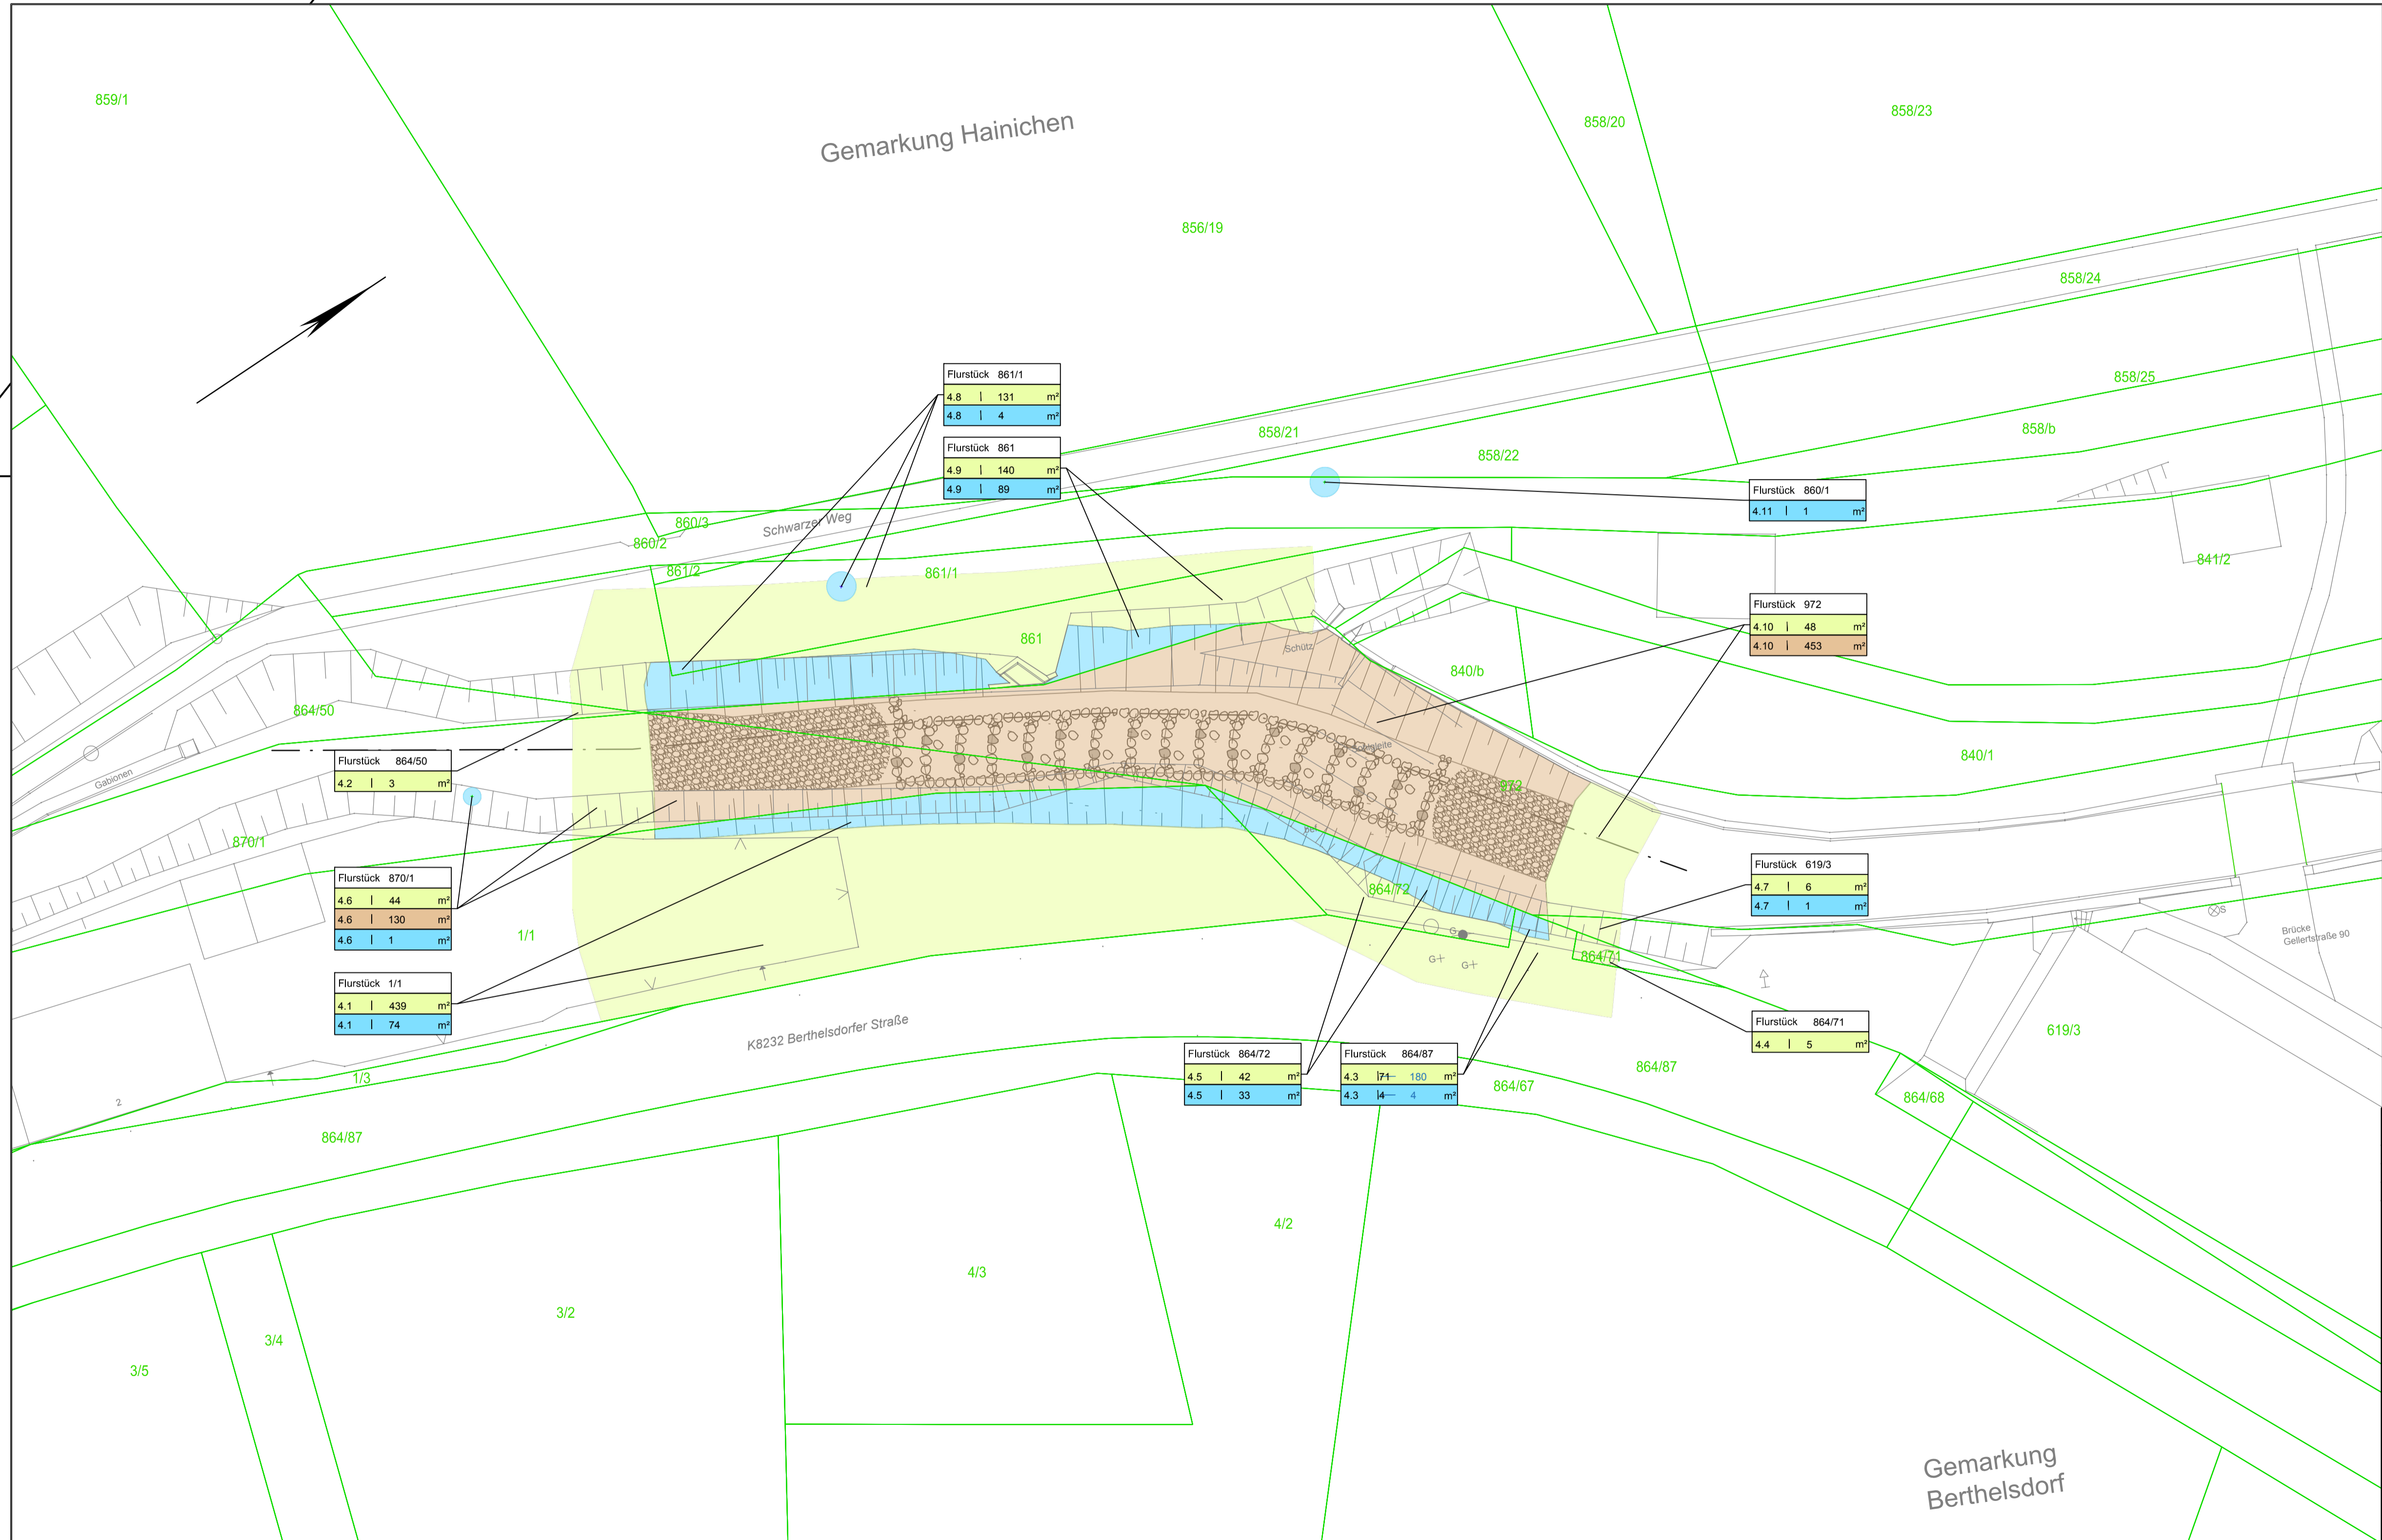 859/1
Gemarkung Hainichen
858/20
858/23
856/19
858/24
858/25
858/b
858/21
858/22
Flurstück 861/1
4.8 | 131 m²
4.8 | 4 m²
Flurstück 861
4.9 | 140 m²
4.9 | 89 m²
Flurstück 860/1
4.11 | 1 m²
860/3
Schwarzer Weg
860/2
861/2
861/1
841/2
861
Schütz
Flurstück 972
4.10 | 48 m²
4.10 | 453 m²
840/b
864/50
840/1
Gabionen
Flurstück 864/50
4.2 | 3 m²
973
870/1
Flurstück 870/1
4.6 | 44 m²
4.6 | 130 m²
4.6 | 1 m²
864/72
Flurstück 619/3
4.7 | 6 m²
4.7 | 1 m²
1/1
G
G
G
864/71
S
Brücke
Gellertstraße 90
Flurstück 1/1
4.1 | 439 m²
4.1 | 74 m²
K8232 Berthelsdorfer Straße
Flurstück 864/71
4.4 | 5 m²
619/3
Flurstück 864/72
4.5 | 42 m²
4.5 | 33 m²
Flurstück 864/87
4.3 | 71 180 m²
4.3 | 4 4 m²
864/67
864/87
864/68
1/3
2
864/87
4/2
4/3
3/2
3/4
3/5
Gemarkung
Berthelsdorf